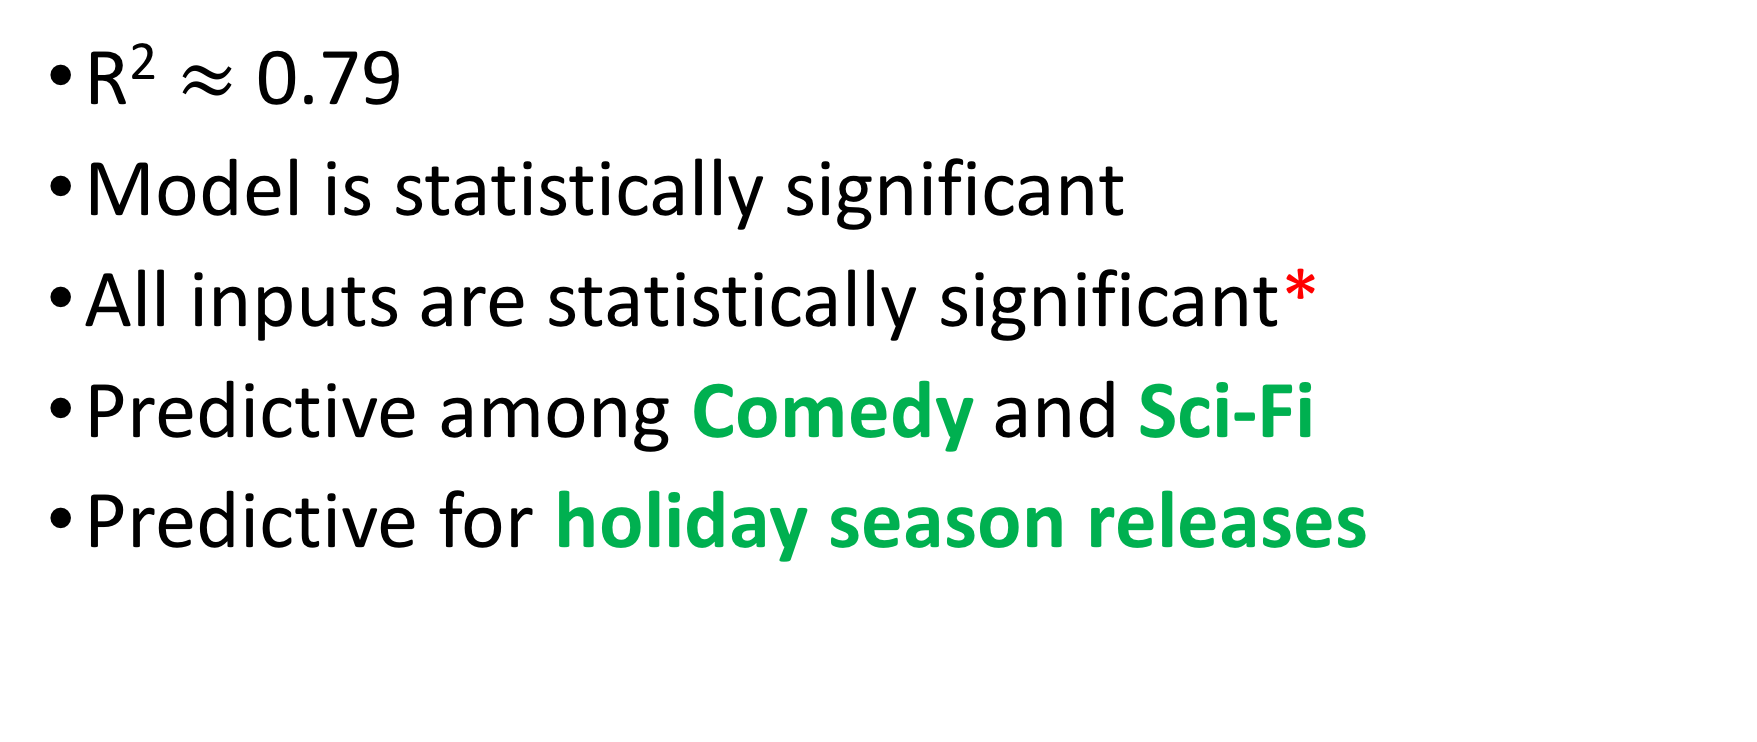 • R² ≈ 0.79
• Model is statistically significant
• All inputs are statistically significant*
• Predictive among Comedy and Sci-Fi
• Predictive for holiday season releases